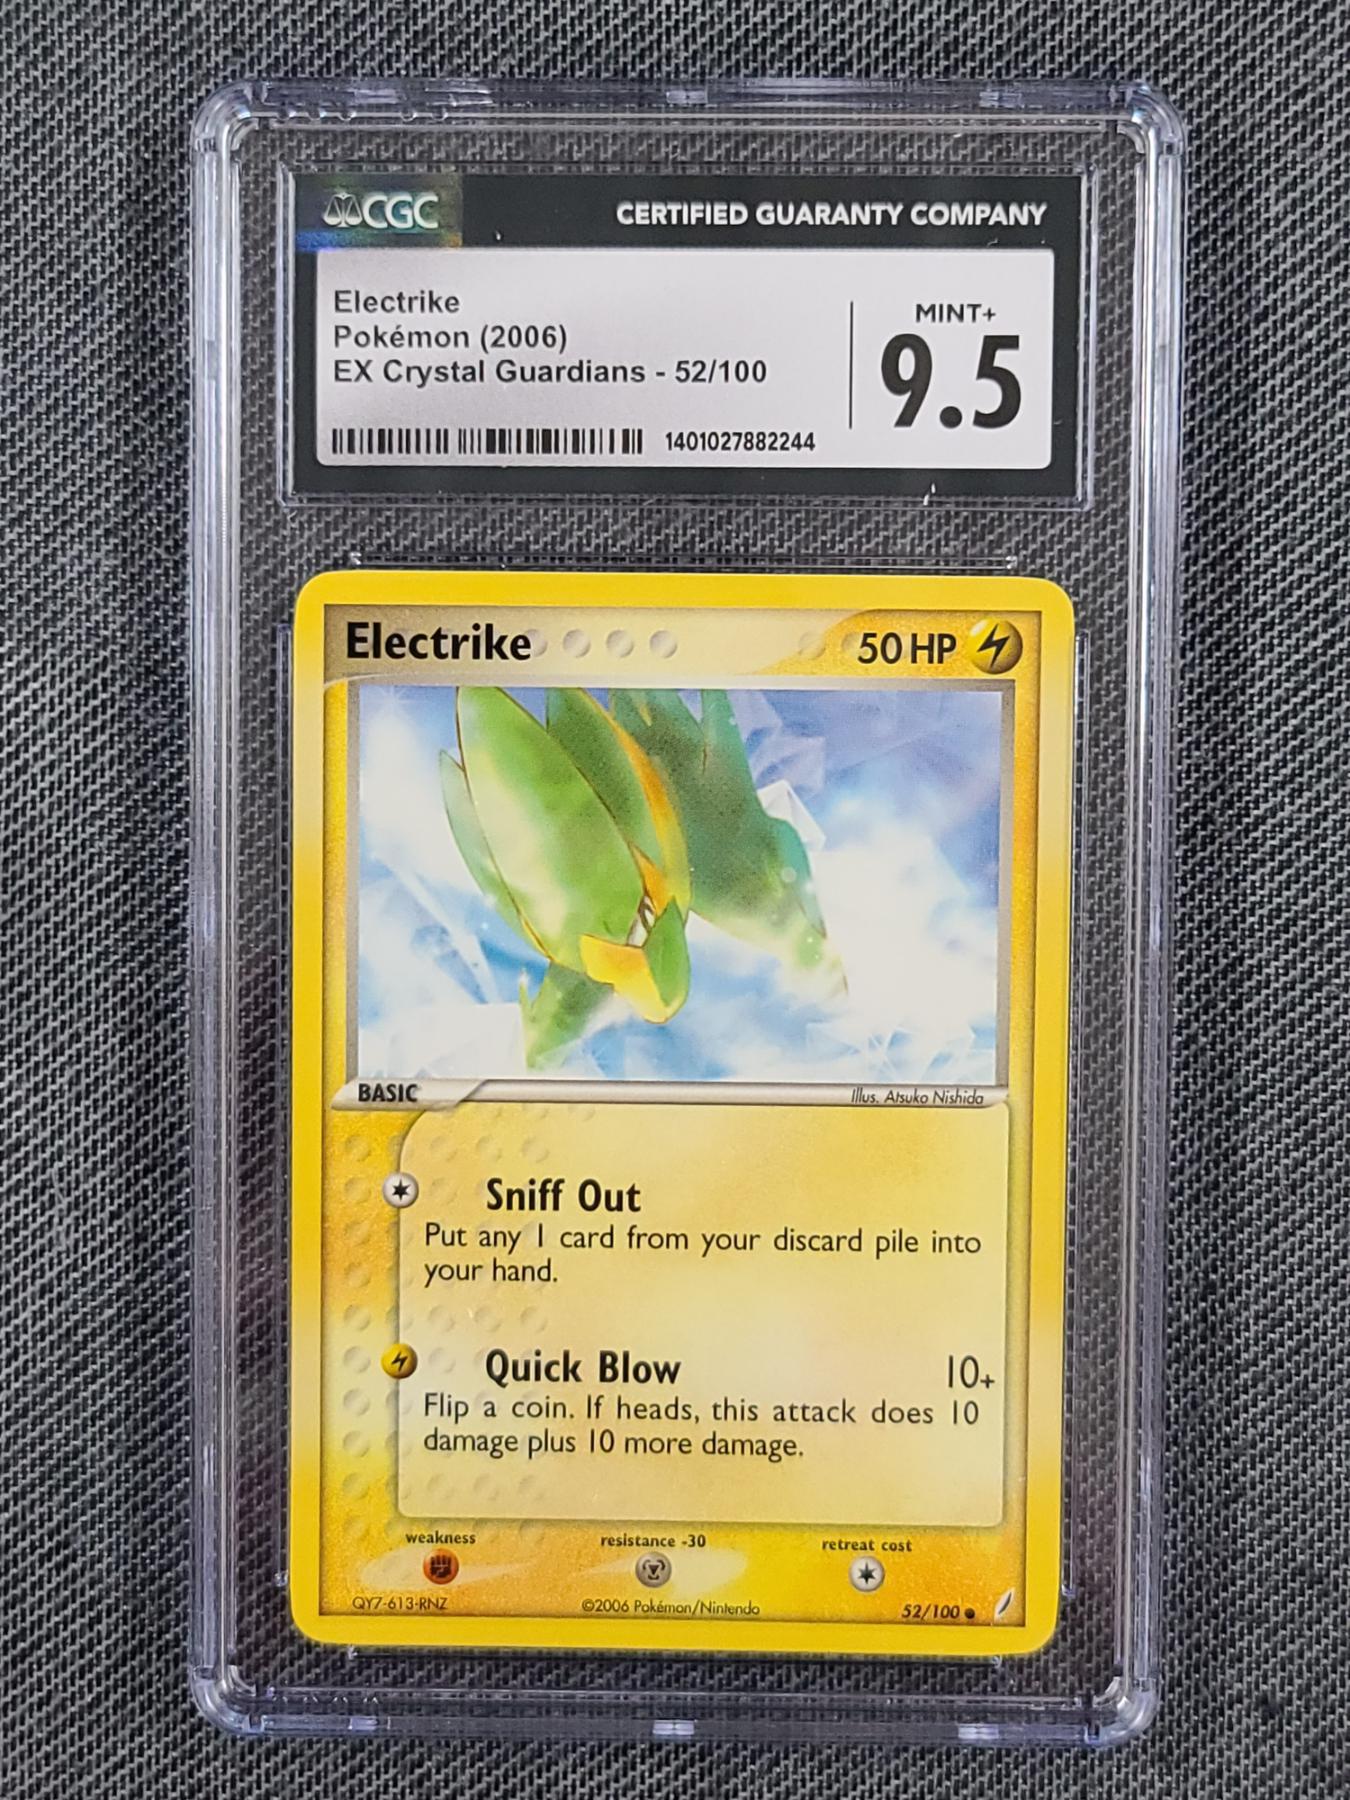 CGC
CERTIFIED GUARANTY COMPANY
Electrike
Pokémon (2006)
EX Crystal Guardians - 52/100
MINT+
9.5
1401027882244
Electrike
50 HP
BASIC
Illus. Atsuko Nishida
Sniff Out
Put any 1 card from your discard pile into
your hand.
Quick Blow 10+
Flip a coin. If heads, this attack does 10
damage plus 10 more damage.
weakness
resistance -30
retreat cost
QY7-613-RNZ
©2006 Pokémon/Nintendo
52/100